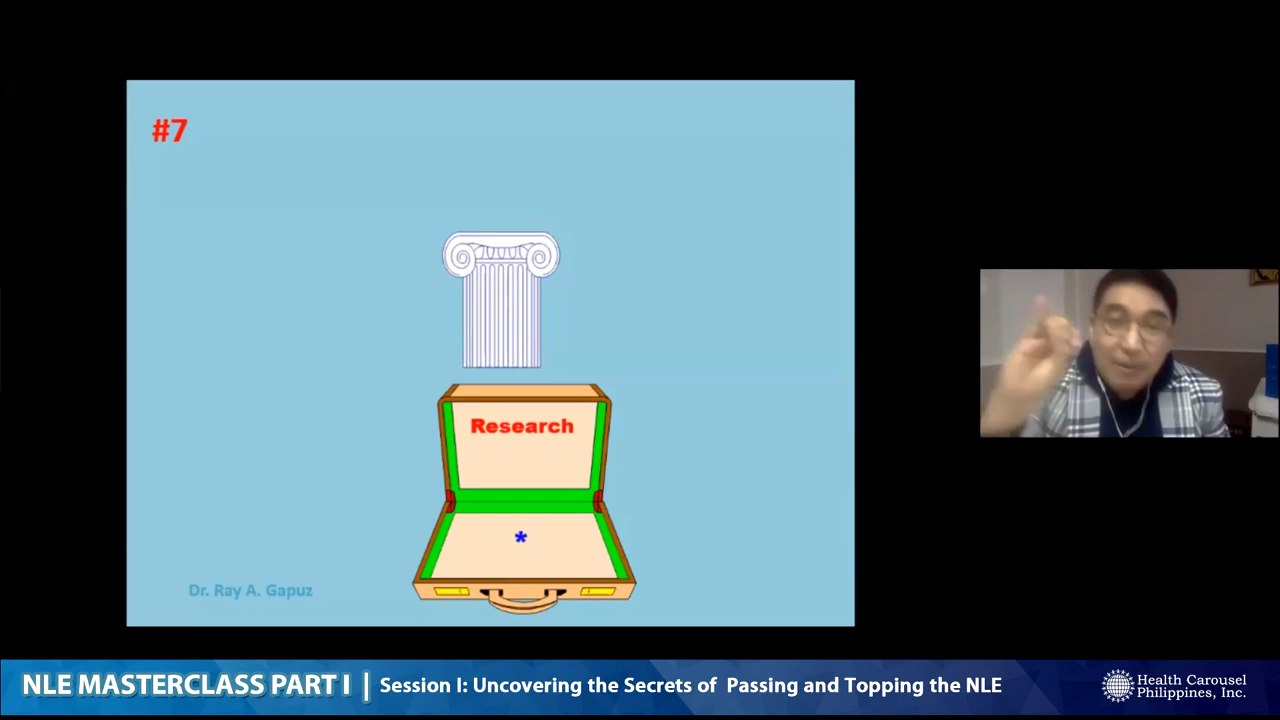 #7
Research
*
Dr. Ray A. Gapuz
NLE MASTERCLASS PART I | Session I: Uncovering the Secrets of Passing and Topping the NLE
Health Carousel
Philippines, Inc.